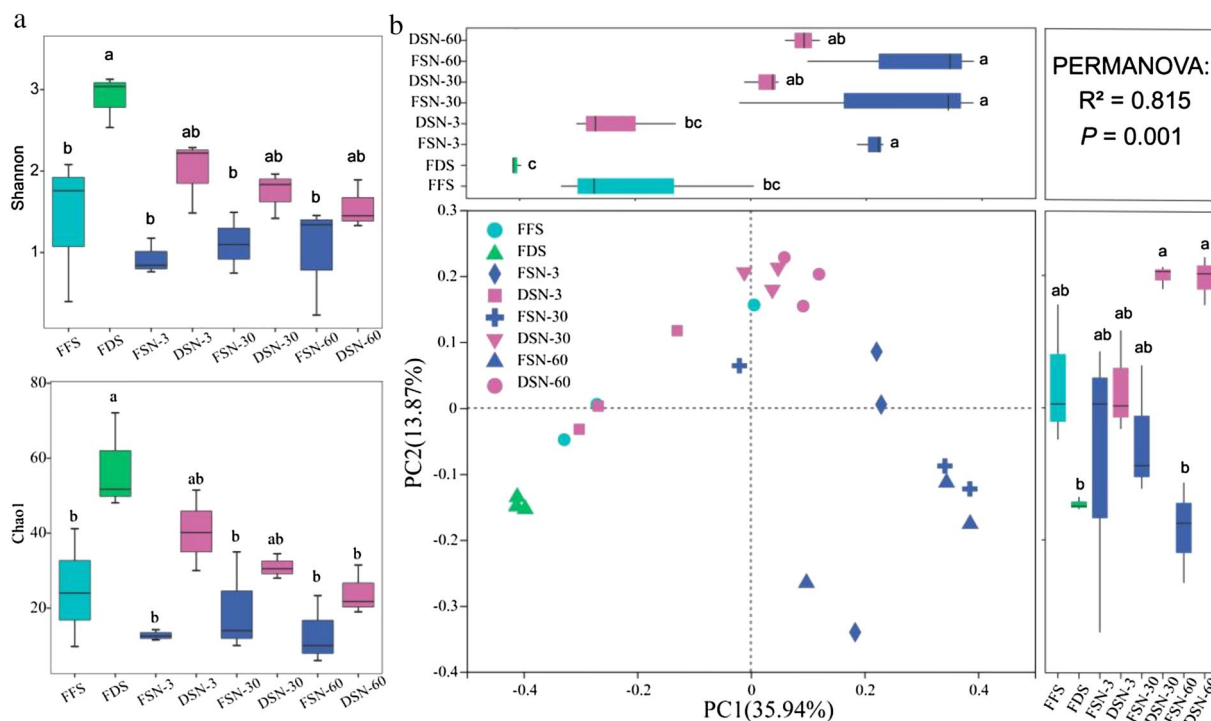 a
Shannon
3
2
1
b
a
b
ab
b
ab
b
ab
FFS
FDS
FSN-3
DSN-3
FSN-30
DSN-30
FSN-60
DSN-60
Chao1
80
60
40
20
b
a
b
ab
b
ab
b
b
FFS
FDS
FSN-3
DSN-3
FSN-30
DSN-30
FSN-60
DSN-60
b
DSN-60
FSN-60
DSN-30
FSN-30
DSN-3
FSN-3
FDS
FFS
ab
a
ab
a
bc
a
c
bc
PERMANOVA:
R² = 0.815
P = 0.001
PC2(13.87%)
0.3
0.2
0.1
0
-0.1
-0.2
-0.3
-0.4
FFS
FDS
FSN-3
DSN-3
FSN-30
DSN-30
FSN-60
DSN-60
-0.4
-0.2
0
0.2
0.4
PC1(35.94%)
ab
b
ab
ab
ab
a
b
a
FFS
FDS
FSN-3
DSN-3
FSN-30
DSN-30
FSN-60
DSN-60